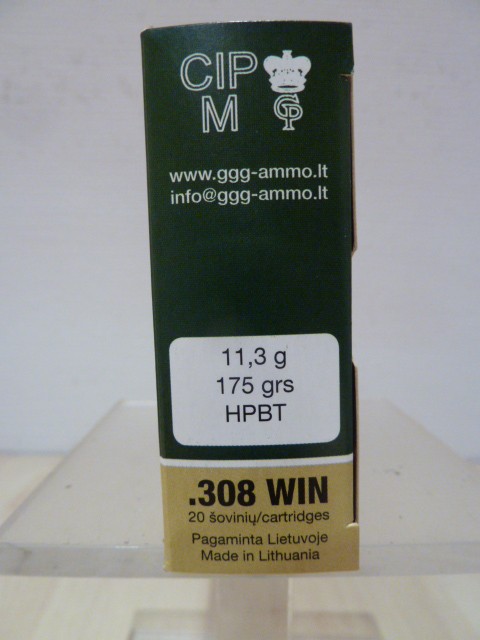 CIP
M
GP
www.ggg-ammo.lt
info@ggg-ammo.lt
11,3 g
175 grs
HPBT
.308 WIN
20 šovinių/cartridges
Pagaminta Lietuvoje
Made in Lithuania